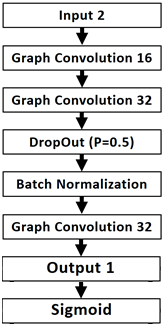 Input 2
Graph Convolution 16
Graph Convolution 32
DropOut (P=0.5)
Batch Normalization
Graph Convolution 32
Output 1
Sigmoid